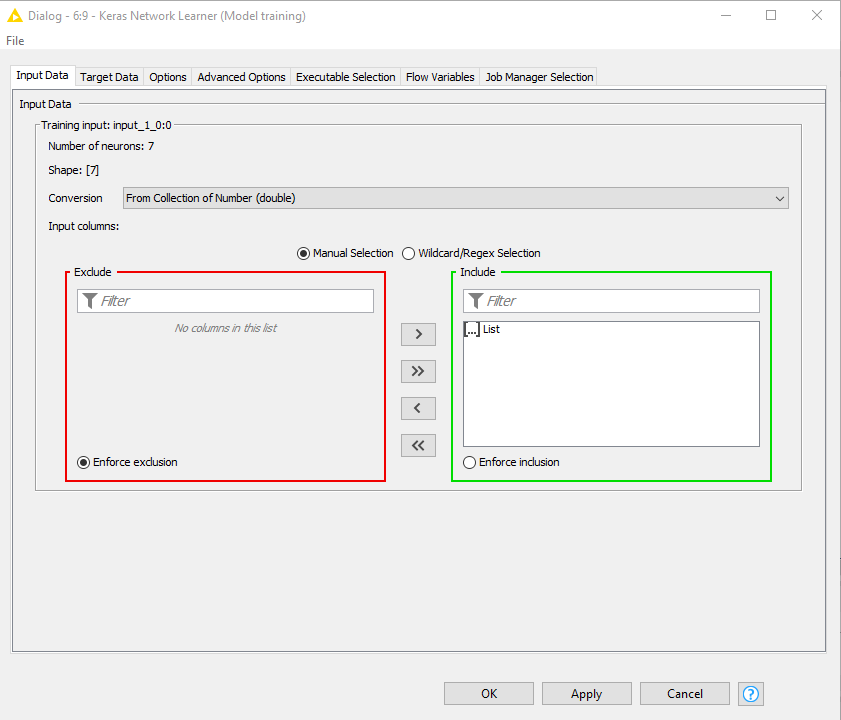 Dialog - 6:9 - Keras Network Learner (Model training)
File
Input Data Target Data Options Advanced Options Executable Selection Flow Variables Job Manager Selection
Input Data
Training input: input_1_0:0
Number of neurons: 7
Shape: [7]
Conversion From Collection of Number (double)
Input columns:
Manual Selection Wildcard/Regex Selection
Exclude Include
Filter Filter
No columns in this list [...] List
>
>>
<
<<
Enforce exclusion Enforce inclusion
OK Apply Cancel ?